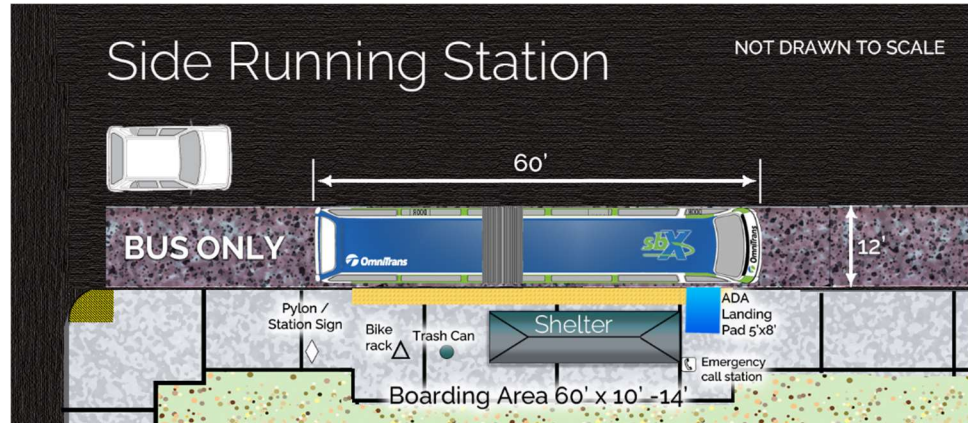 Side Running Station
NOT DRAWN TO SCALE
60’
BUS ONLY
OmniTrans
sbX
12’
Pylon /
Station Sign
Bike
rack
Trash Can
Shelter
ADA
Landing
Pad 5'x8'
Emergency
call station
Boarding Area 60’ x 10’ -14’